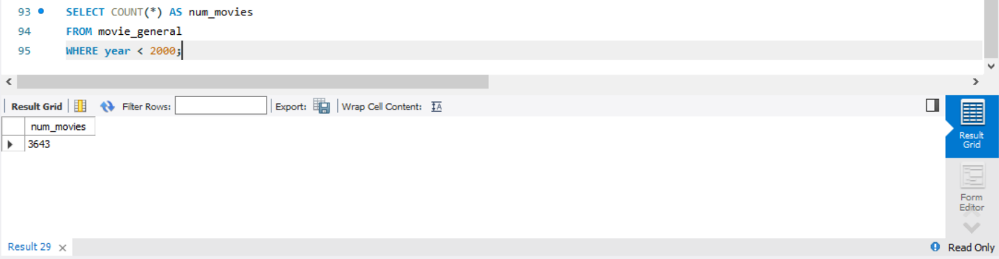 93 SELECT COUNT(*) AS num_movies
94 FROM movie_general
95 WHERE year < 2000;
Result Grid Filter Rows: Export: Wrap Cell Content: IA
num_movies
3643
Result
Grid
Form
Editor
Result 29 × Read Only